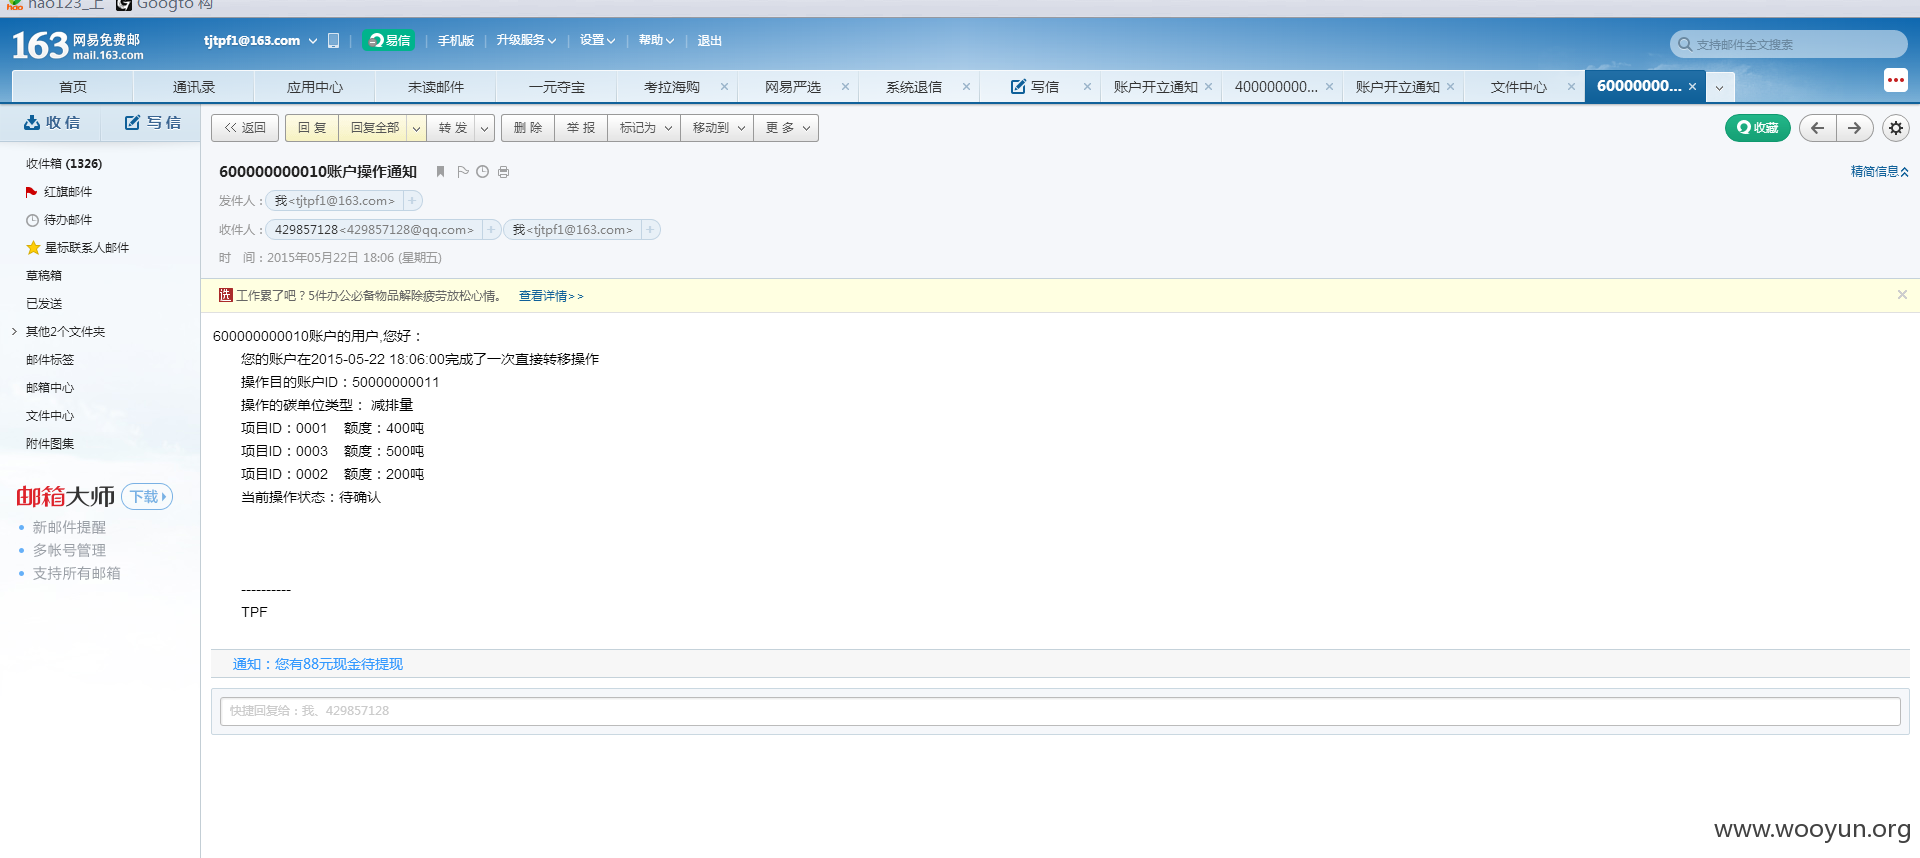 hao123_上 Googto 构
163 网易免费邮 mail.163.com tjtpf1@163.com 易信 手机版 升级服务 设置 帮助 退出 支持邮件全文搜索
首页 通讯录 应用中心 未读邮件 一元夺宝 考拉海购 × 网易严选 × 系统退信 × 写信 × 账户开立通知 × 400000000... × 账户开立通知 × 文件中心 × 60000000... ×
收 信 写 信
<< 返回 回 复 回复全部 转 发 删 除 举 报 标记为 移动到 更 多 收藏
收件箱 (1326)
红旗邮件
待办邮件
星标联系人邮件
草稿箱
已发送
其他2个文件夹
邮件标签
邮箱中心
文件中心
附件图集
邮箱大师 下载
• 新邮件提醒
• 多帐号管理
• 支持所有邮箱
600000000010账户操作通知 精简信息
发件人：我<tjtpf1@163.com> +
收件人：429857128<429857128@qq.com> + 我<tjtpf1@163.com> +
时 间：2015年05月22日 18:06 (星期五)
选 工作累了吧？5件办公必备物品解除疲劳放松心情。 查看详情>> ×
600000000010账户的用户,您好：
您的账户在2015-05-22 18:06:00完成了一次直接转移操作
操作目的账户ID：50000000011
操作的碳单位类型： 减排量
项目ID：0001 额度：400吨
项目ID：0003 额度：500吨
项目ID：0002 额度：200吨
当前操作状态：待确认
----------
TPF
通知：您有88元现金待提现
快捷回复给：我、429857128
www.wooyun.org